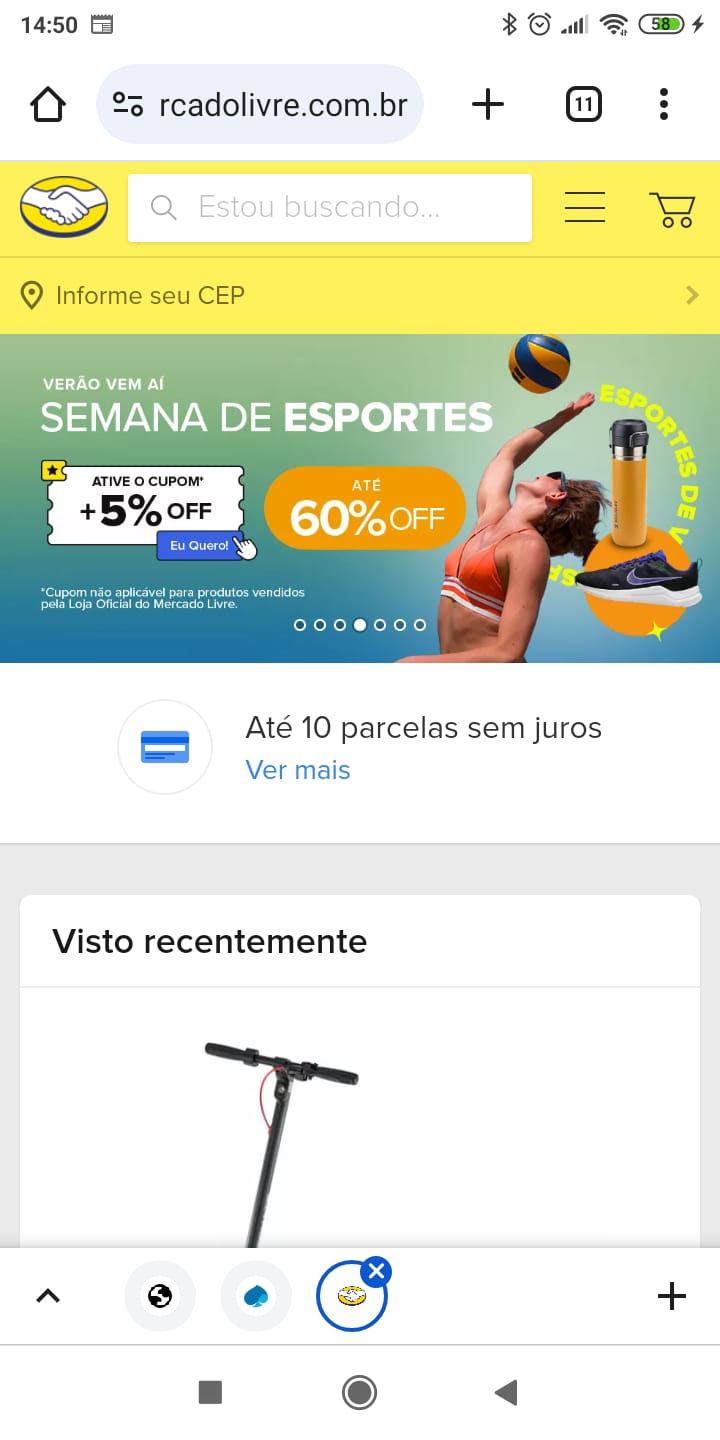 14:50
58
rcadolivre.com.br
11
Estou buscando...
Informe seu CEP
VERÃO VEM AÍ
SEMANA DE ESPORTES
ESPORTES DE V
ATIVE O CUPOM*
+5% OFF
Eu Quero!
ATÉ
60% OFF
ESP
*Cupom não aplicável para produtos vendidos
pela Loja Oficial do Mercado Livre.
Até 10 parcelas sem juros
Ver mais
Visto recentemente